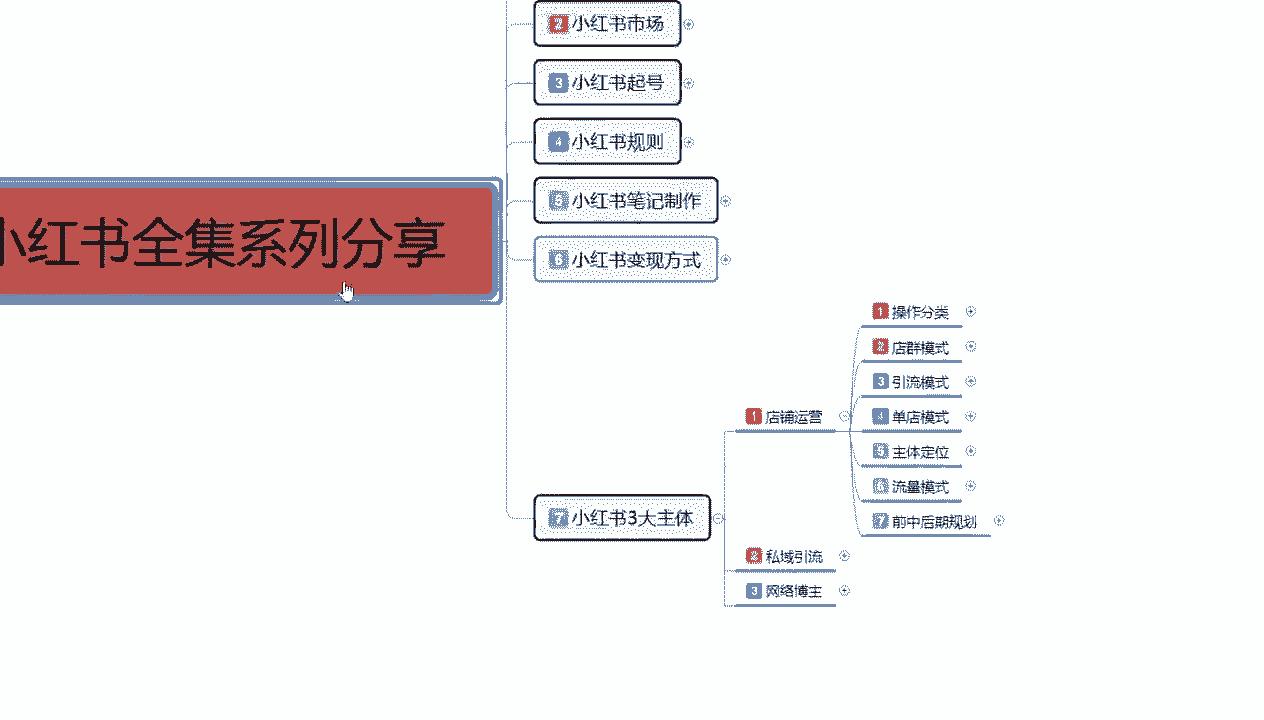 2 小红书市场
3 小红书起号
4 小红书规则
5 小红书笔记制作
6 小红书变现方式
小红书全集系列分享
7 小红书3大主体
1 店铺运营
1 操作分类
2 店群模式
3 引流模式
4 单店模式
5 主体定位
6 流量模式
7 前中后期规划
2 私域引流
3 网络博主